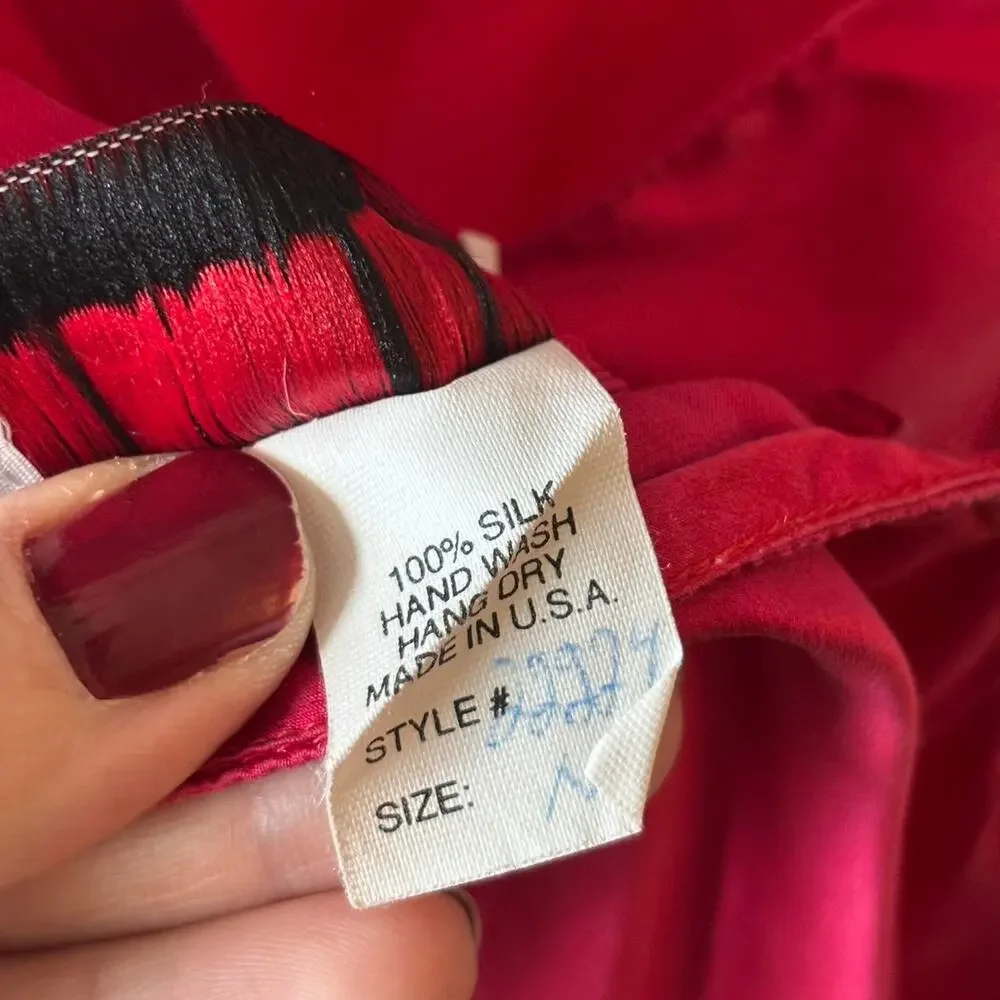 100% SILK
HAND WASH
HANG DRY
MADE IN U.S.A.
STYLE #
SIZE: